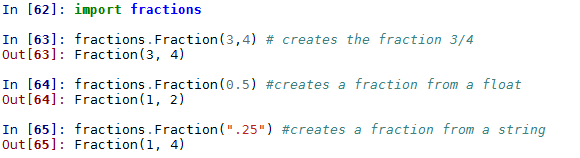 In [62]: import fractions
In [63]: fractions.Fraction(3,4) # creates the fraction 3/4
Out[63]: Fraction(3, 4)
In [64]: fractions.Fraction(0.5) #creates a fraction from a float
Out[64]: Fraction(1, 2)
In [65]: fractions.Fraction(".25") #creates a fraction from a string
Out[65]: Fraction(1, 4)